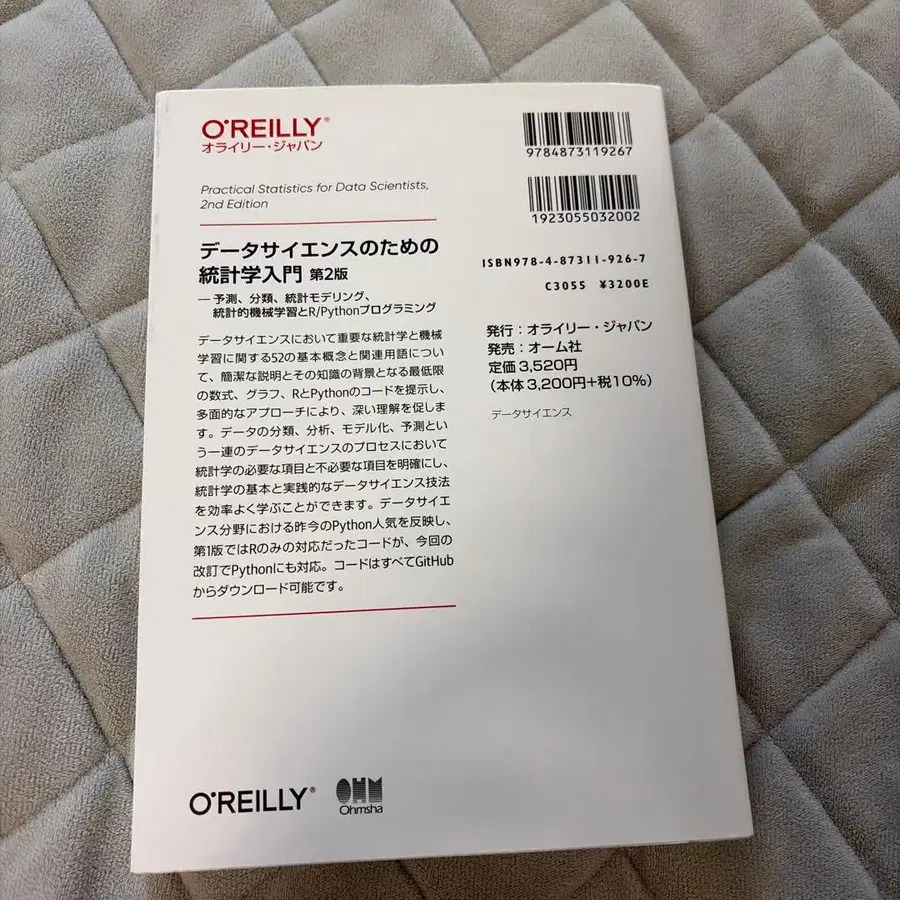 O'REILLY®
オライリー・ジャパン
Practical Statistics for Data Scientists,
2nd Edition
データサイエンスのための
統計学入門 第2版
―予測、分類、統計モデリング、
統計的機械学習とR/Pythonプログラミング
データサイエンスにおいて重要な統計学と機械
学習に関する52の基本概念と関連用語につい
て、簡潔な説明とその知識の背景となる最低限
の数式、グラフ、RとPythonのコードを提示し、
多面的なアプローチにより、深い理解を促しま
す。データの分類、分析、モデル化、予測とい
う一連のデータサイエンスのプロセスにおいて
統計学の必要な項目と不必要な項目を明確にし、
統計学の基本と実践的なデータサイエンス技法
を効率よく学ぶことができます。データサイ
エンス分野における昨今のPython人気を反映し、
第1版ではRのみの対応だったコードが、今回の
改訂でPythonにも対応。コードはすべてGitHub
からダウンロード可能です。
9784873119267
1923055032002
ISBN978-4-87311-926-7
C3055 ¥3200E
発行：オライリー・ジャパン
発売：オーム社
定価 3,520円
（本体 3,200円+税10%）
データサイエンス
O'REILLY®
OHM
Ohmsha